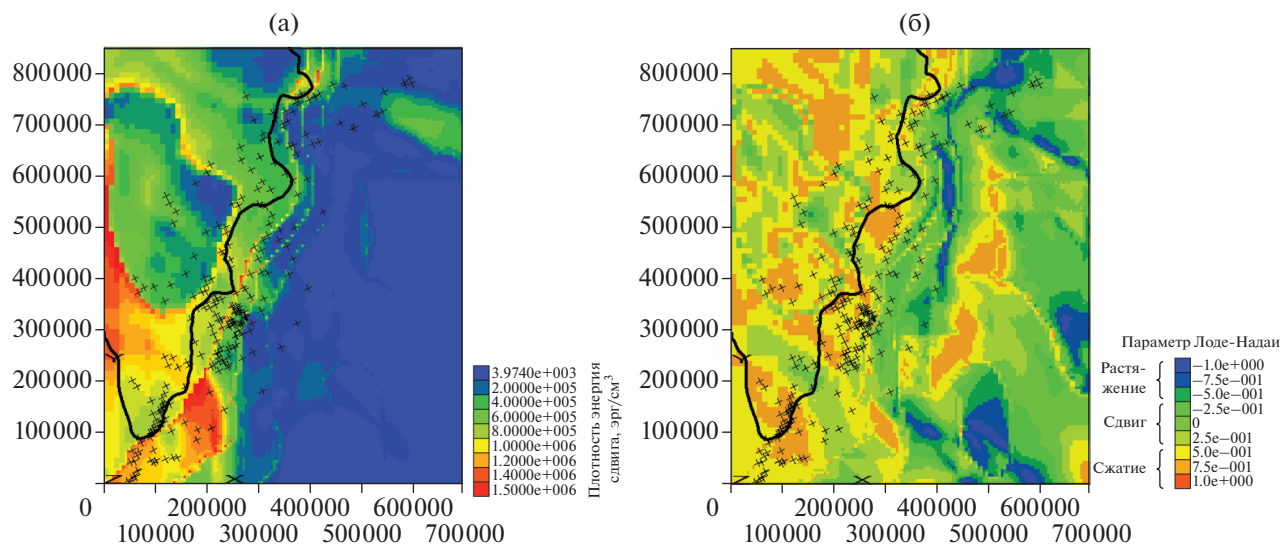 (а)
(б)
800000
700000
600000
500000
400000
300000
200000
100000
0
200000
400000
600000
100000
300000
500000
700000
3.9740e+003
2.0000e+005
4.0000e+005
6.0000e+005
8.0000e+005
1.0000e+006
1.2000e+006
1.4000e+006
1.5000e+006
Плотность энергия
сдвига, эрг/см³
800000
700000
600000
500000
400000
300000
200000
100000
0
200000
400000
600000
100000
300000
500000
700000
Параметр Лоде-Надаи
Растя-
жение
Сдвиг
Сжатие
−1.0e+000
−7.5e−001
−5.0e−001
−2.5e−001
0
2.5e−001
5.0e−001
7.5e−001
1.0e+000